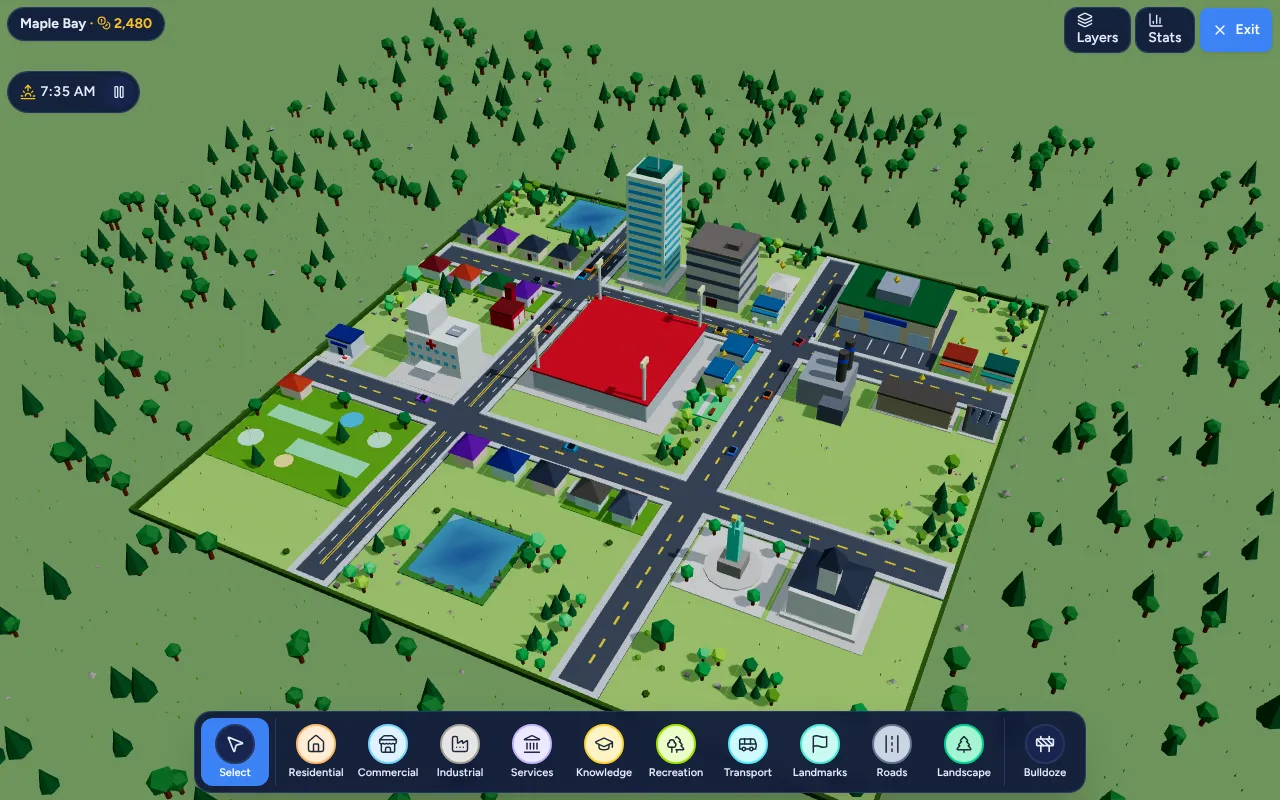 Maple Bay · 2,480
Layers
Stats
Exit
7:35 AM
Select
Residential
Commercial
Industrial
Services
Knowledge
Recreation
Transport
Landmarks
Roads
Landscape
Bulldoze